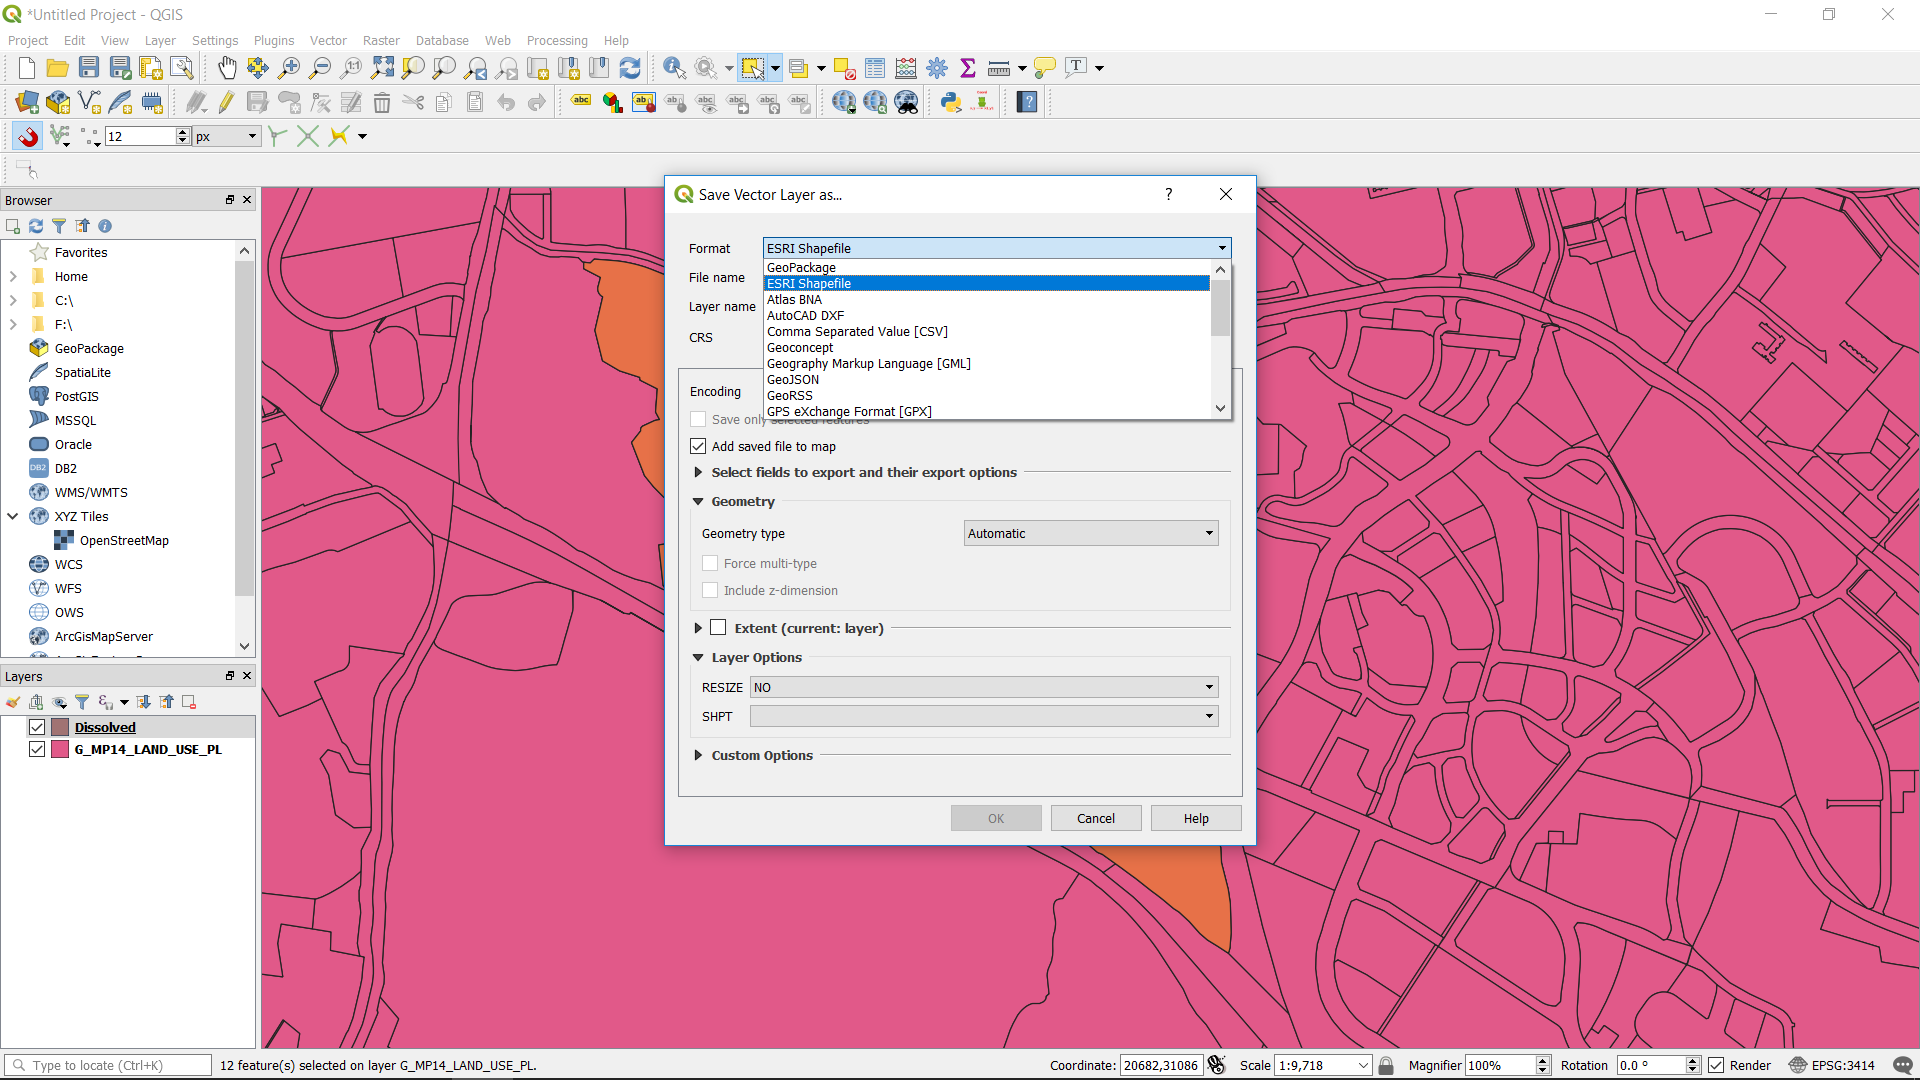 *Untitled Project - QGIS
Project Edit View Layer Settings Plugins Vector Raster Database Web Processing Help
12 px
Browser
Favorites
Home
C:\
F:\
GeoPackage
SpatiaLite
PostGIS
MSSQL
Oracle
DB2
WMS/WMTS
XYZ Tiles
OpenStreetMap
WCS
WFS
OWS
ArcGisMapServer
Layers
Dissolved
G_MP14_LAND_USE_PL
Save Vector Layer as...
Format ESRI Shapefile
GeoPackage
File name
ESRI Shapefile
Atlas BNA
Layer name
AutoCAD DXF
Comma Separated Value [CSV]
CRS
Geoconcept
Geography Markup Language [GML]
GeoJSON
Encoding
GeoRSS
GPS eXchange Format [GPX]
Save only selected features
Add saved file to map
Select fields to export and their export options
Geometry
Geometry type Automatic
Force multi-type
Include z-dimension
Extent (current: layer)
Layer Options
RESIZE NO
SHPT
Custom Options
OK Cancel Help
Type to locate (Ctrl+K) 12 feature(s) selected on layer G_MP14_LAND_USE_PL. Coordinate: 20682,31086 Scale 1:9,718 Magnifier 100% Rotation 0.0 ° Render EPSG:3414